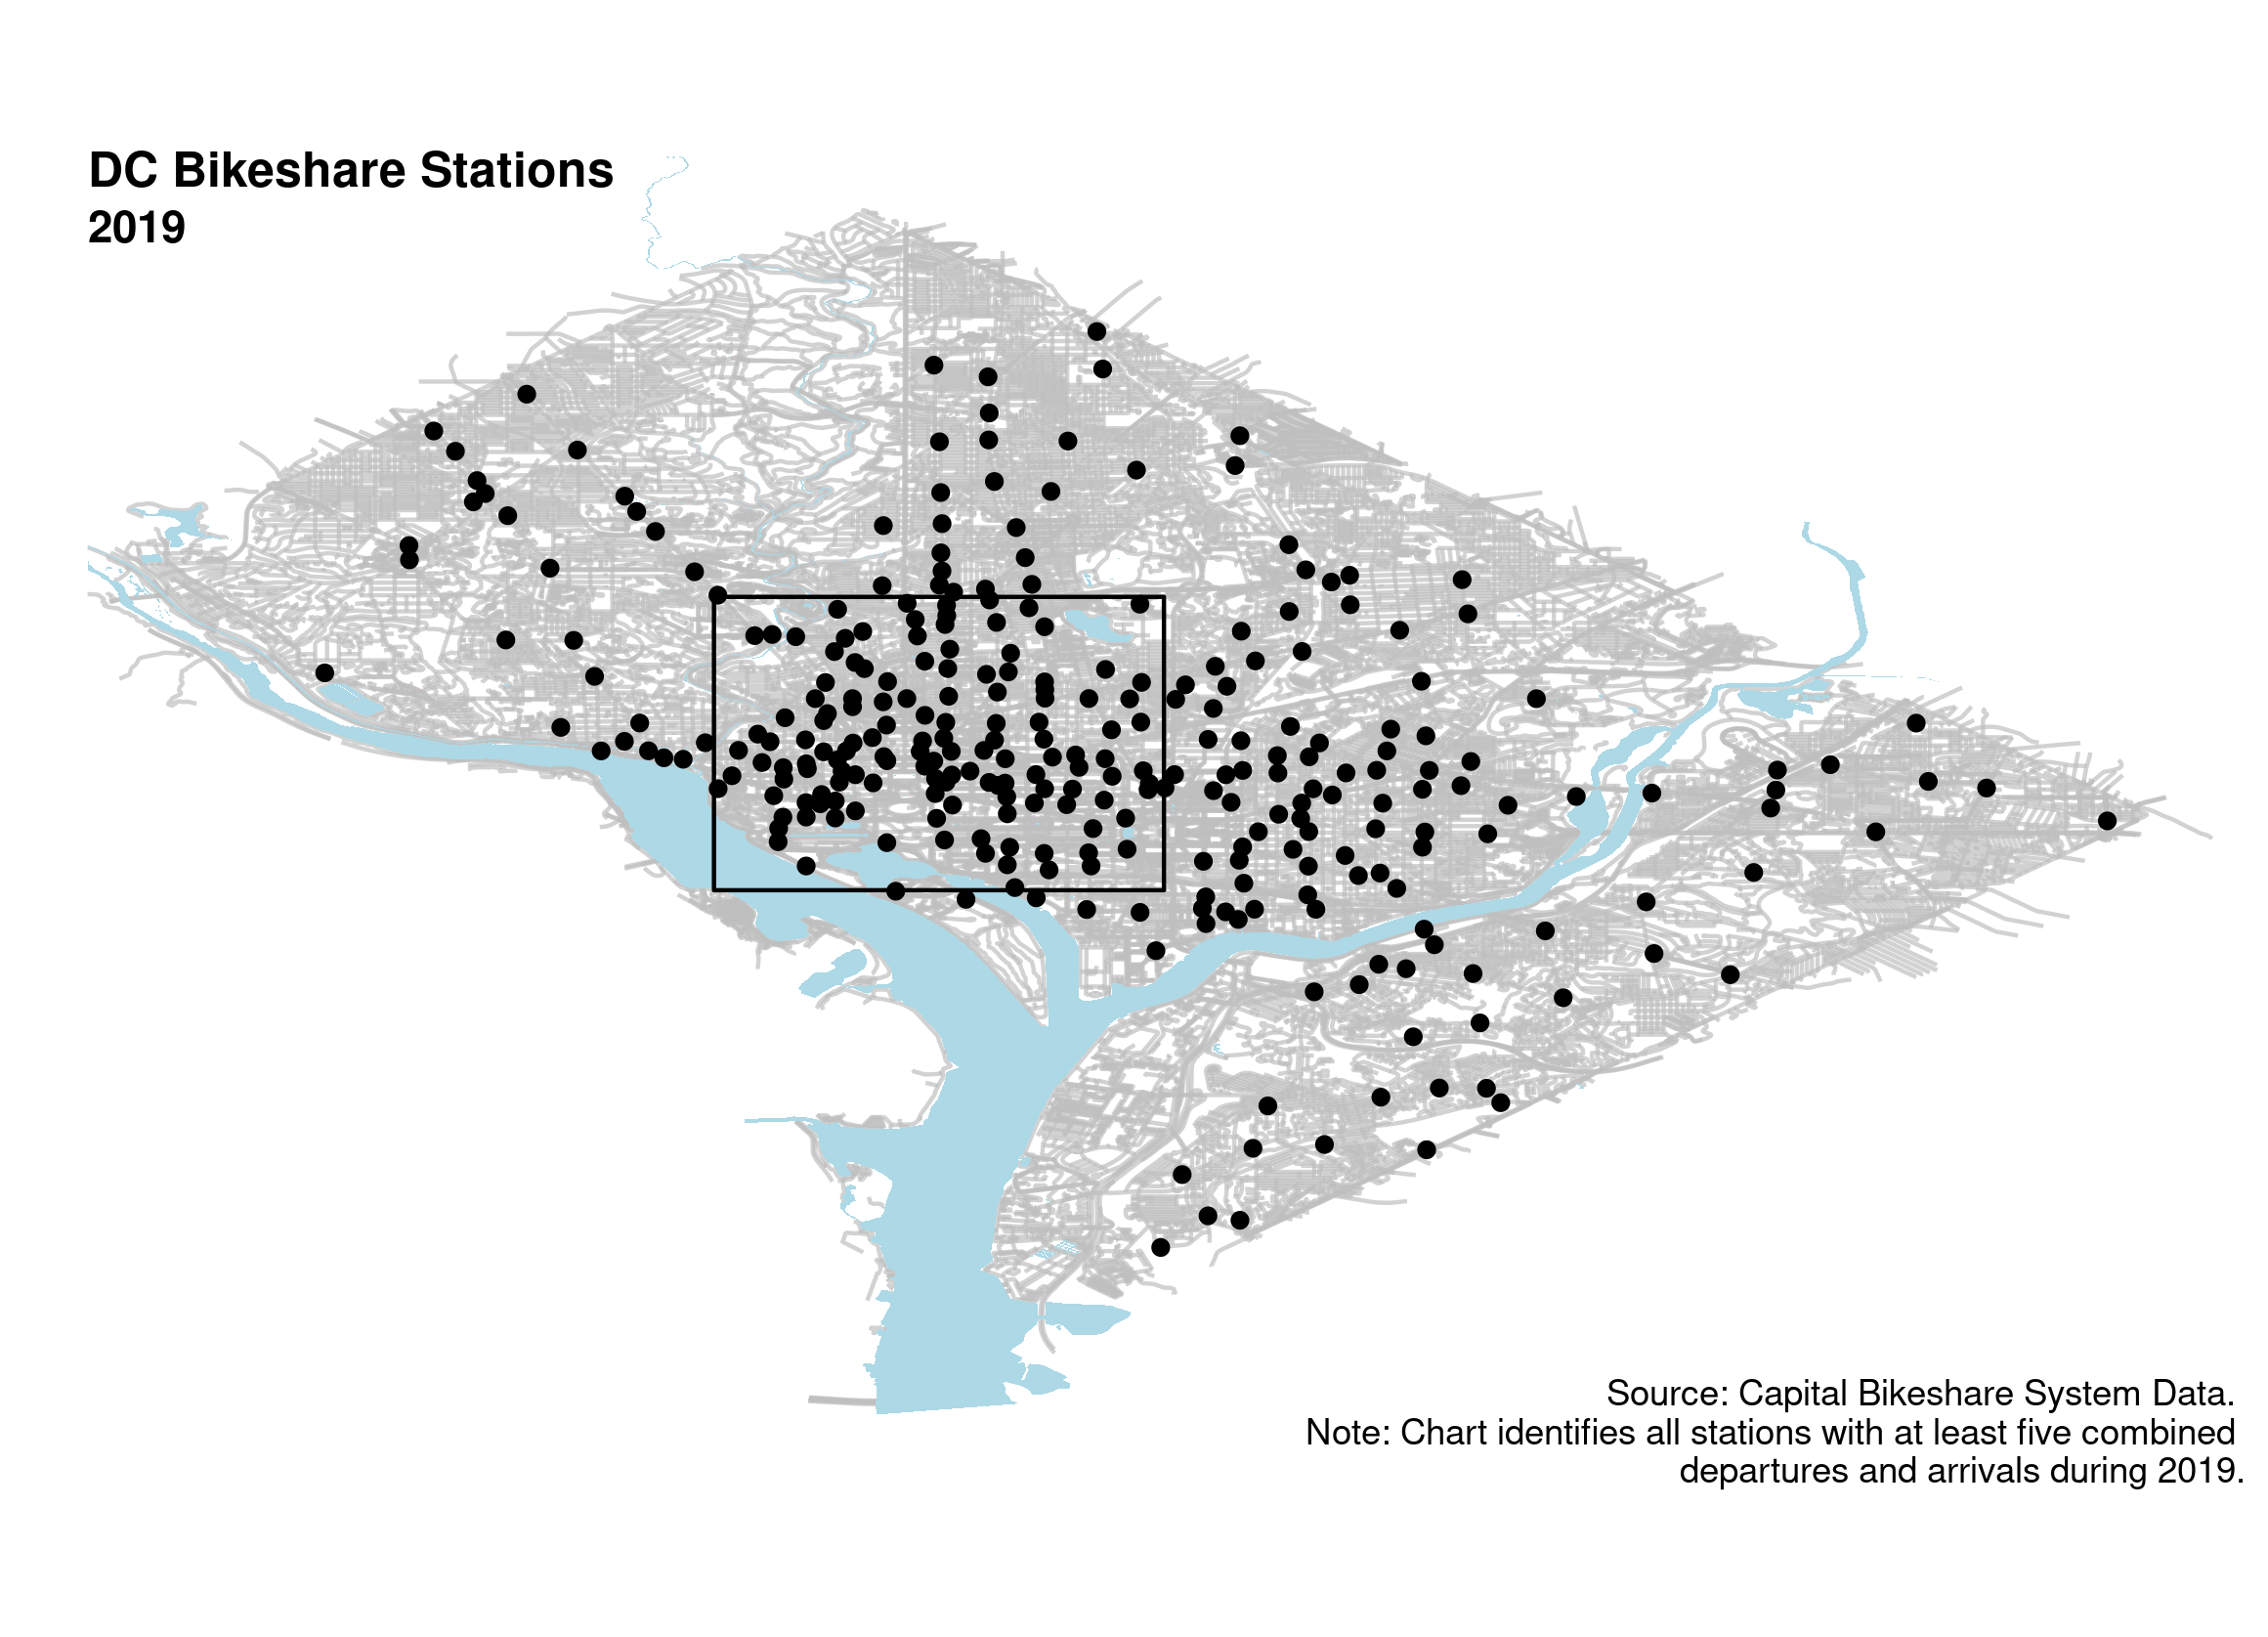 DC Bikeshare Stations
2019
Source: Capital Bikeshare System Data.
Note: Chart identifies all stations with at least five combined
departures and arrivals during 2019.